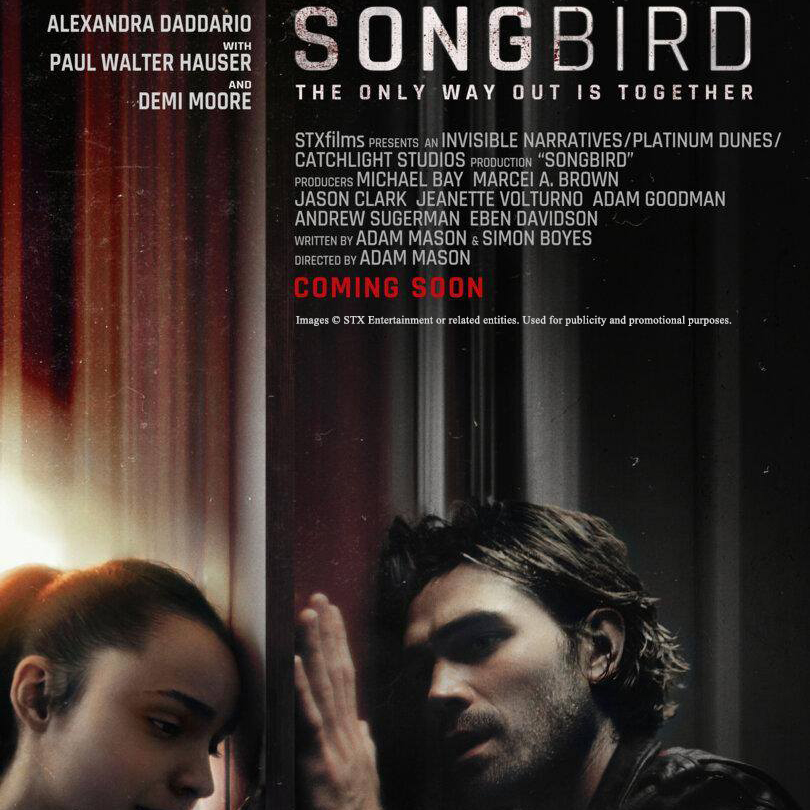 ALEXANDRA DADDARIO
WITH
PAUL WALTER HAUSER
AND
DEMI MOORE
SONGBIRD
THE ONLY WAY OUT IS TOGETHER
STXfilms PRESENTS AN INVISIBLE NARRATIVES/PLATINUM DUNES/
CATCHLIGHT STUDIOS PRODUCTION “SONGBIRD”
PRODUCERS MICHAEL BAY MARCEI A. BROWN
JASON CLARK JEANETTE VOLTURNO ADAM GOODMAN
ANDREW SUGERMAN EBEN DAVIDSON
WRITTEN BY ADAM MASON & SIMON BOYES
DIRECTED BY ADAM MASON
COMING SOON
Images © STX Entertainment or related entities. Used for publicity and promotional purposes.